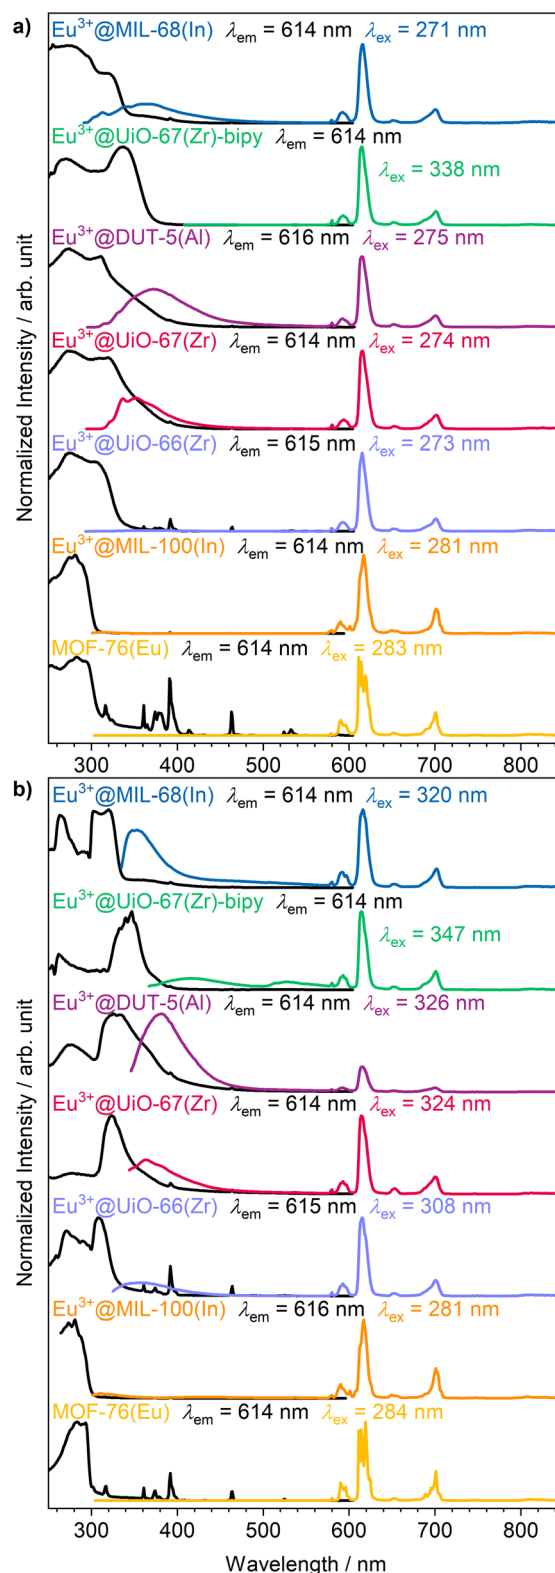 a)
Eu³⁺@MIL-68(In) λem = 614 nm λex = 271 nm
Eu³⁺@UiO-67(Zr)-bipy λem = 614 nm
λex = 338 nm
Eu³⁺@DUT-5(Al) λem = 616 nm λex = 275 nm
Eu³⁺@UiO-67(Zr) λem = 614 nm λex = 274 nm
Eu³⁺@UiO-66(Zr) λem = 615 nm λex = 273 nm
Eu³⁺@MIL-100(In) λem = 614 nm λex = 281 nm
MOF-76(Eu) λem = 614 nm λex = 283 nm
Normalized Intensity / arb. unit
300 400 500 600 700 800
b)
Eu³⁺@MIL-68(In) λem = 614 nm λex = 320 nm
Eu³⁺@UiO-67(Zr)-bipy λem = 614 nm
λex = 347 nm
Eu³⁺@DUT-5(Al) λem = 614 nm λex = 326 nm
Eu³⁺@UiO-67(Zr) λem = 614 nm λex = 324 nm
Eu³⁺@UiO-66(Zr) λem = 615 nm λex = 308 nm
Eu³⁺@MIL-100(In) λem = 616 nm λex = 281 nm
MOF-76(Eu) λem = 614 nm λex = 284 nm
Normalized Intensity / arb. unit
300 400 500 600 700 800
Wavelength / nm